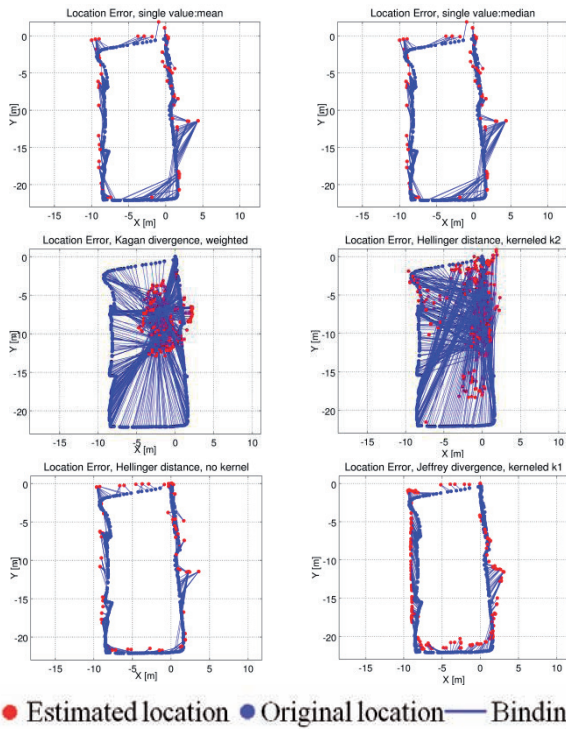 Location Error, single value:mean
Location Error, single value:median
0
-5
-10
-15
-20
Y [m]
-15 -10 -5 0 5 10
X [m]
0
-5
-10
-15
-20
Y [m]
-15 -10 -5 0 5 10
X [m]
Location Error, Kagan divergence, weighted
Location Error, Hellinger distance, kerneled k2
0
-5
-10
-15
-20
Y [m]
-15 -10 -5 0 5 10
X [m]
0
-5
-10
-15
-20
Y [m]
-15 -10 -5 0 5 10
X [m]
Location Error, Hellinger distance, no kernel
Location Error, Jeffrey divergence, kerneled k1
0
-5
-10
-15
-20
Y [m]
-15 -10 -5 0 5 10
X [m]
0
-5
-10
-15
-20
Y [m]
-15 -10 -5 0 5 10
X [m]
Estimated location Original location Bindin